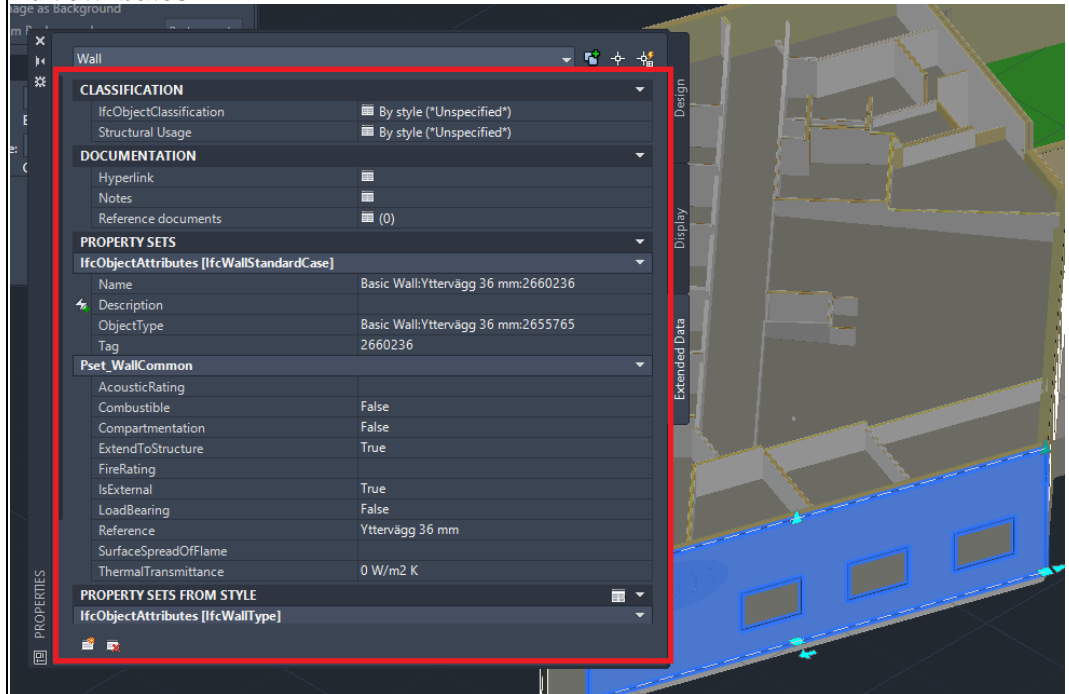 mage as Background
Wall
CLASSIFICATION
IfcObjectClassification By style (*Unspecified*)
Structural Usage By style (*Unspecified*)
DOCUMENTATION
Hyperlink
Notes
Reference documents (0)
PROPERTY SETS
IfcObjectAttributes [IfcWallStandardCase]
Name Basic Wall:Yttervägg 36 mm:2660236
Description
ObjectType Basic Wall:Yttervägg 36 mm:2655765
Tag 2660236
Pset_WallCommon
AcousticRating
Combustible False
Compartmentation False
ExtendToStructure True
FireRating
IsExternal True
LoadBearing False
Reference Yttervägg 36 mm
SurfaceSpreadOfFlame
ThermalTransmittance 0 W/m2 K
PROPERTY SETS FROM STYLE
IfcObjectAttributes [IfcWallType]
PROPERTIES
Design
Display
Extended Data